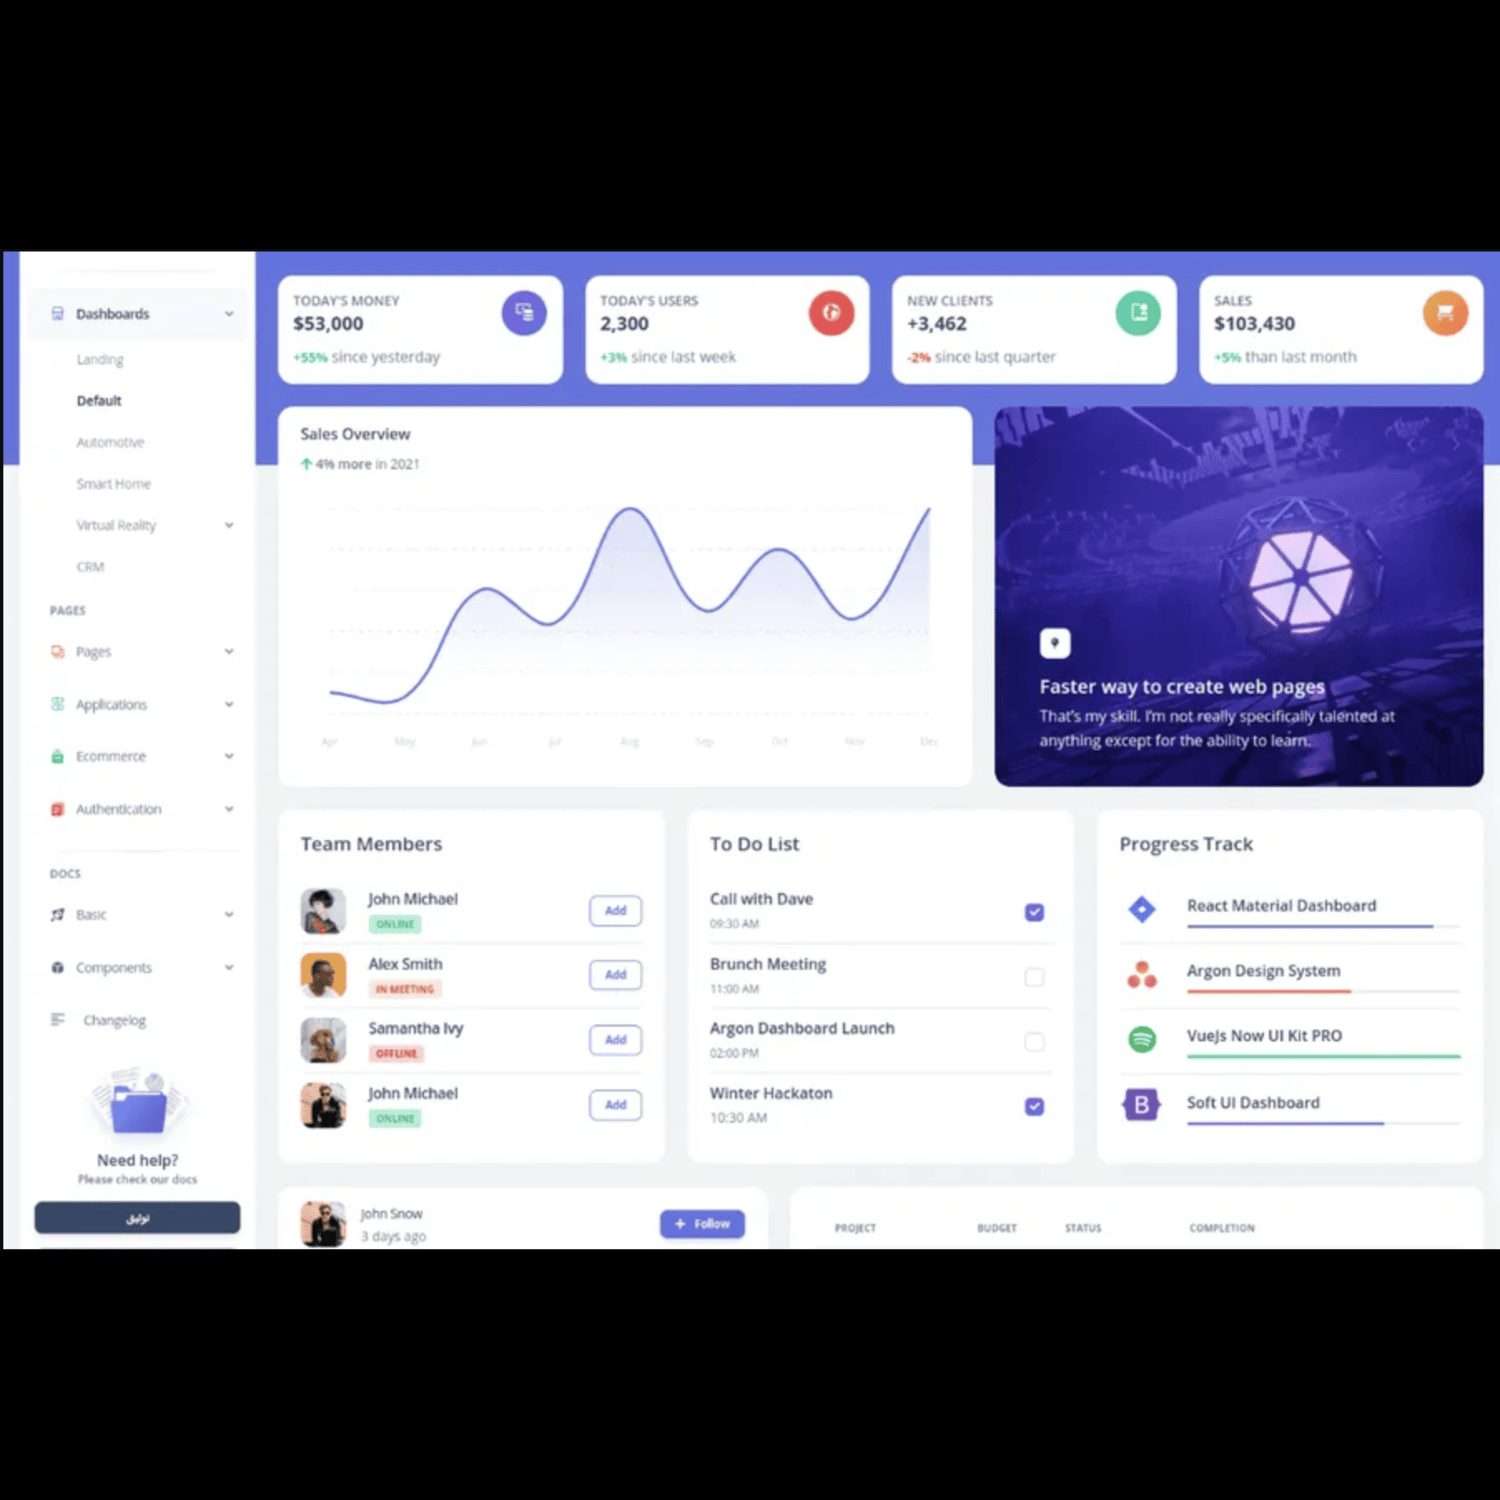 Dashboards
Landing
Default
Automotive
Smart Home
Virtual Reality
CRM
PAGES
Pages
Applications
Ecommerce
Authentication
DOCS
Basic
Components
Changelog
Need help?
Please check our docs
TODAY'S MONEY
$53,000
+55% since yesterday
TODAY'S USERS
2,300
+3% since last week
NEW CLIENTS
+3,462
-2% since last quarter
SALES
$103,430
+5% than last month
Sales Overview
4% more in 2021
Apr May Jun Jul Aug Sep Oct Nov Dec
Faster way to create web pages
That's my skill. I'm not really specifically talented at
anything except for the ability to learn.
Team Members
John Michael
ONLINE
Add
Alex Smith
IN MEETING
Add
Samantha Ivy
OFFLINE
Add
John Michael
ONLINE
Add
To Do List
Call with Dave
09:30 AM
Brunch Meeting
11:00 AM
Argon Dashboard Launch
02:00 PM
Winter Hackaton
10:30 AM
Progress Track
React Material Dashboard
Argon Design System
VueJs Now UI Kit PRO
B
Soft UI Dashboard
John Snow
3 days ago
+ Follow
PROJECT BUDGET STATUS COMPLETION